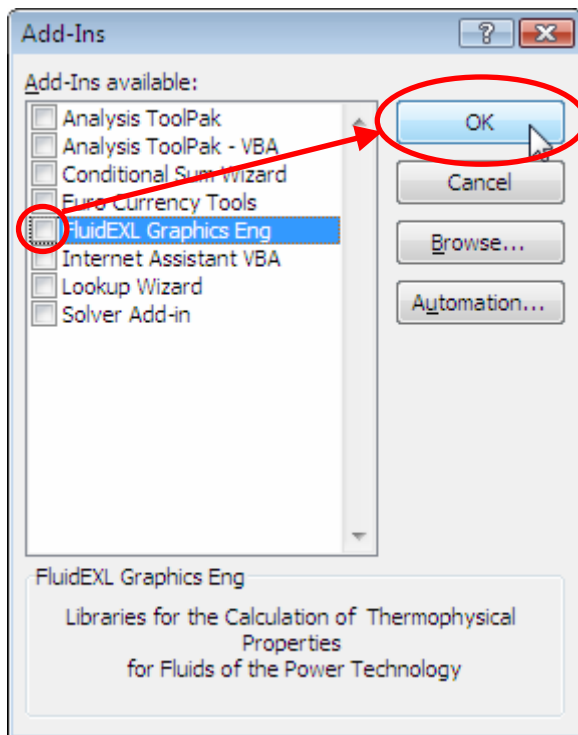 Add-Ins
Add-Ins available:
Analysis ToolPak
Analysis ToolPak - VBA
Conditional Sum Wizard
Euro Currency Tools
FluidEXL Graphics Eng
Internet Assistant VBA
Lookup Wizard
Solver Add-in
OK
Cancel
Browse...
Automation...
FluidEXL Graphics Eng
Libraries for the Calculation of Thermophysical
Properties
for Fluids of the Power Technology